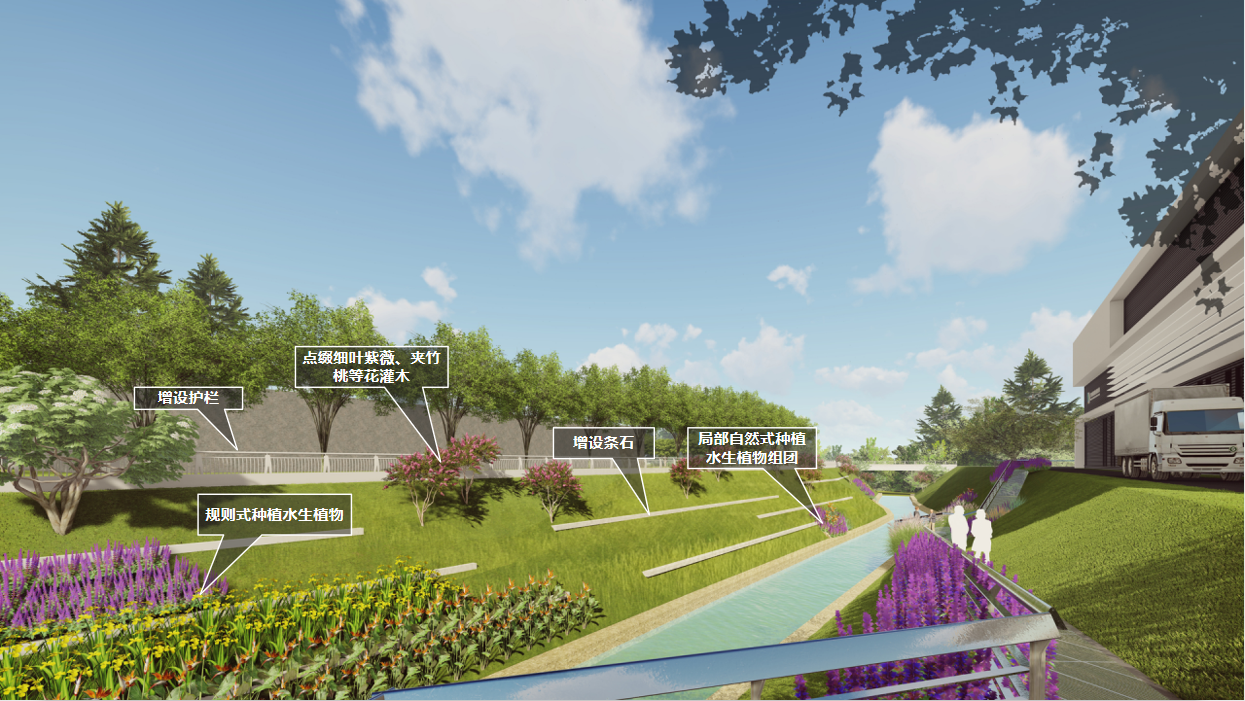 点缀细叶紫薇、夹竹
桃等花灌木
增设护栏
增设条石
局部自然式种植
水生植物组团
规则式种植水生植物